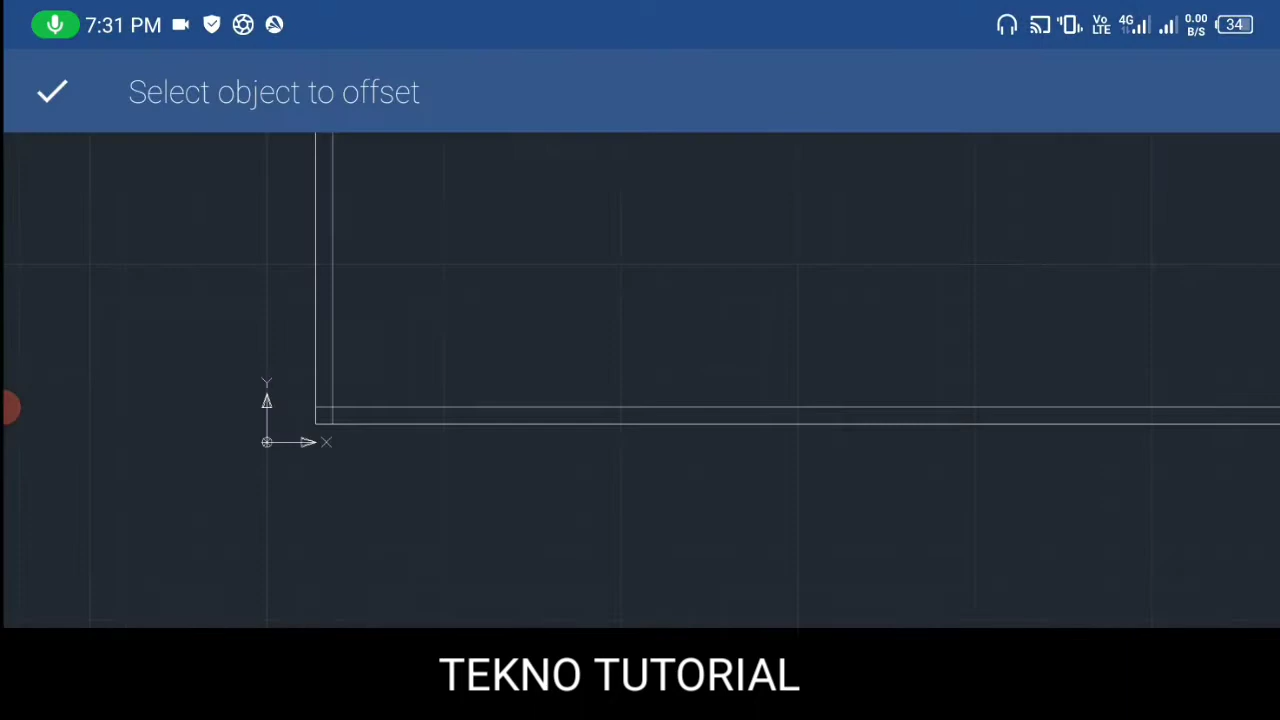 7:31 PM
Vo LTE 4G 0.00 B/S 34
Select object to offset
Y
X
TEKNO TUTORIAL